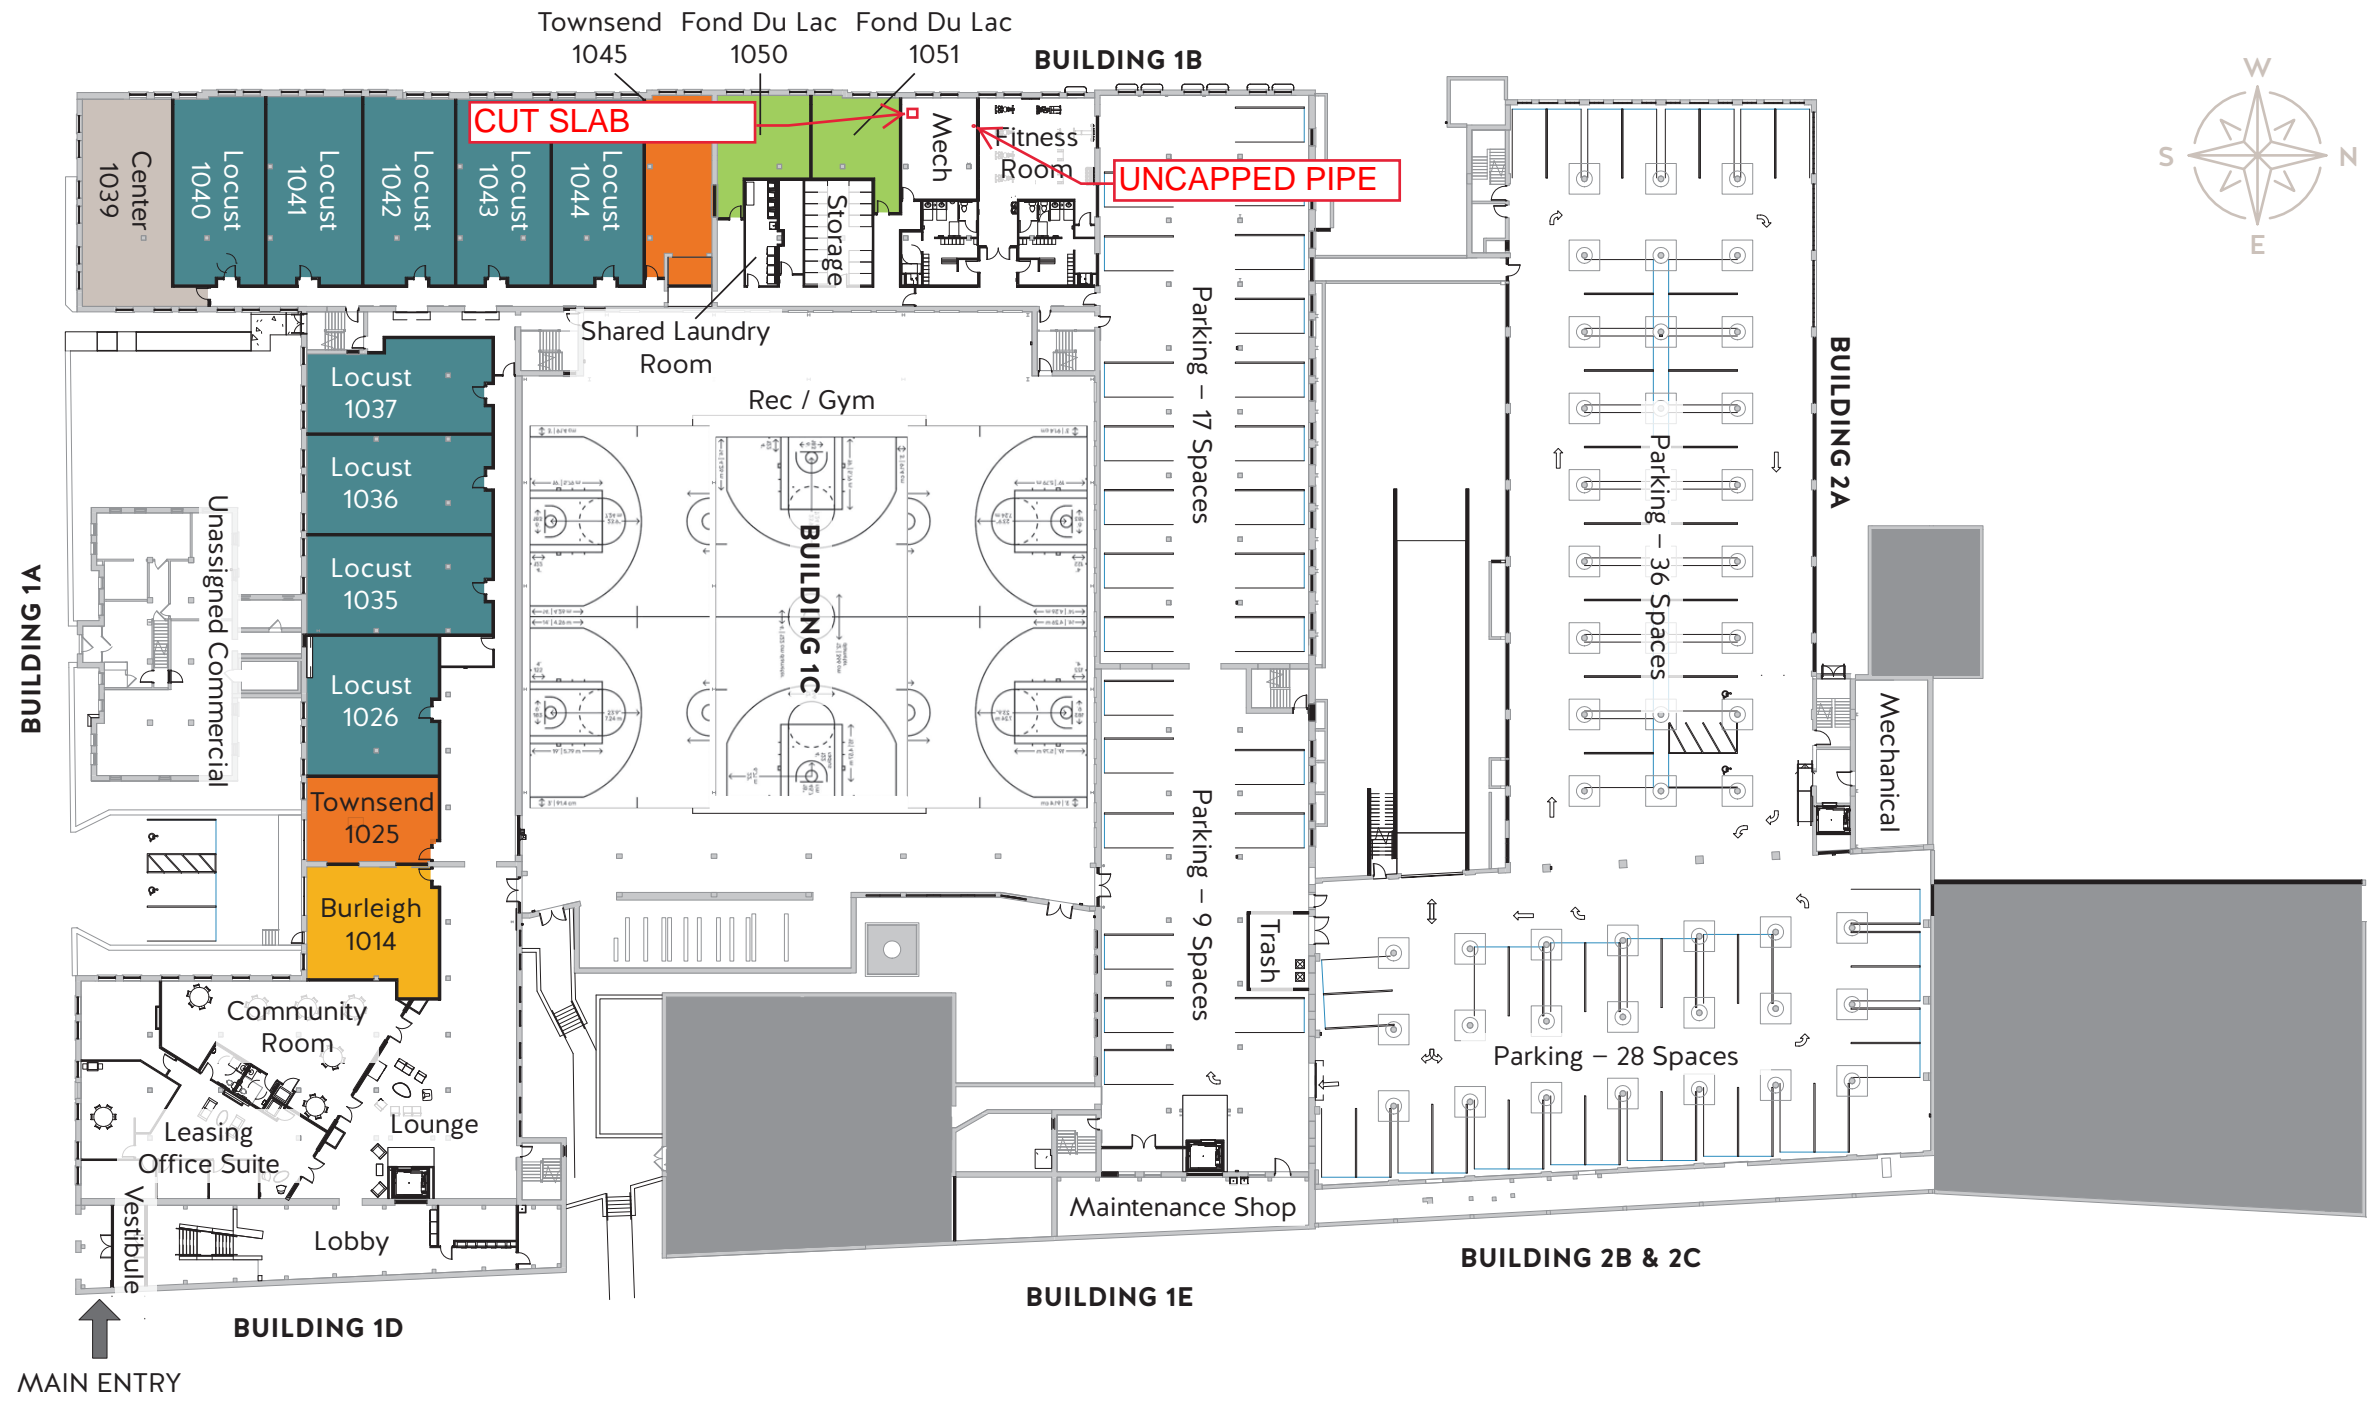 Townsend
1045
Fond Du Lac
1050
Fond Du Lac
1051
BUILDING 1B
CUT SLAB
UNCAPPED PIPE
Center
1039
Locust
1040
Locust
1041
Locust
1042
Locust
1043
Locust
1044
Mech
Fitness
Room
Storage
Shared Laundry
Room
W
S
N
E
Locust
1037
Locust
1036
Locust
1035
Locust
1026
Townsend
1025
Burleigh
1014
Rec / Gym
BUILDING 1C
Unassigned Commercial
BUILDING 1A
Parking – 17 Spaces
Parking – 9 Spaces
Parking – 36 Spaces
BUILDING 2A
Mechanical
Trash
Parking – 28 Spaces
Community
Room
Lounge
Leasing
Office Suite
Vestibule
Lobby
Maintenance Shop
BUILDING 2B & 2C
BUILDING 1E
BUILDING 1D
MAIN ENTRY